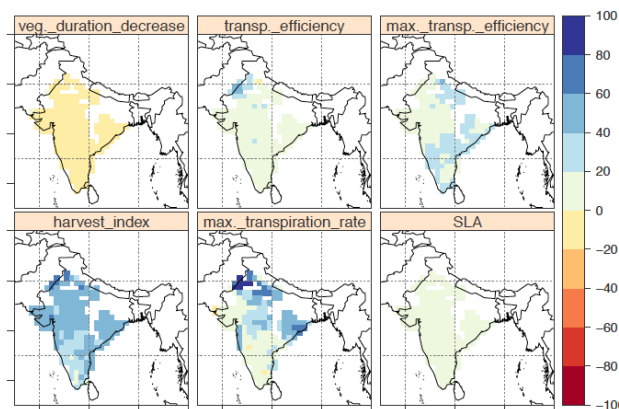 veg._duration_decrease
transp._efficiency
max._transp._efficiency
harvest_index
max._transpiration_rate
SLA
100
80
60
40
20
0
−20
−40
−60
−80
−100